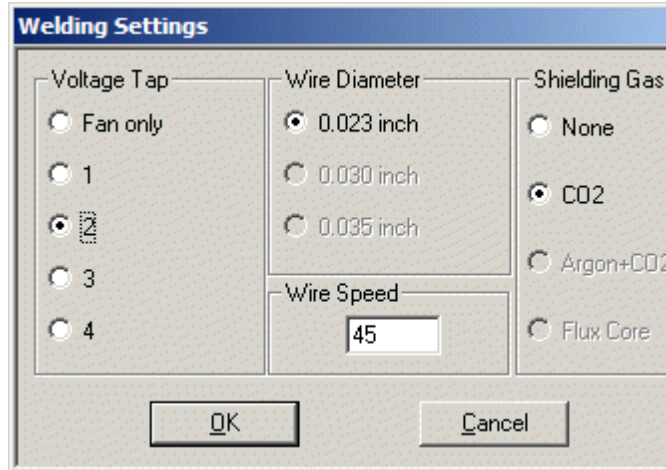 Welding Settings
Voltage Tap
Fan only
1
2
3
4
Wire Diameter
0.023 inch
0.030 inch
0.035 inch
Wire Speed
45
Shielding Gas
None
CO2
Argon+CO2
Flux Core
OK
Cancel